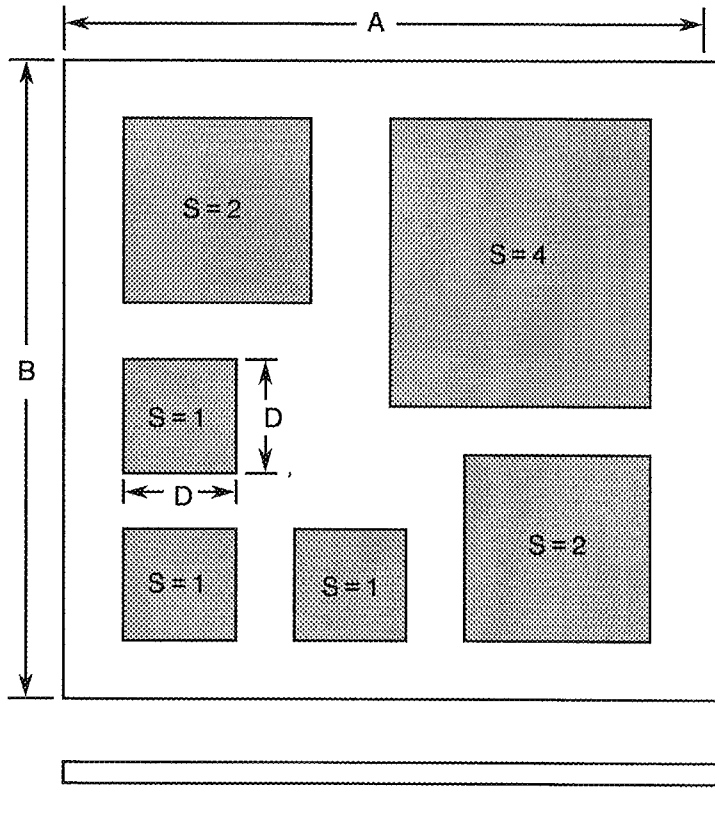 A
S = 2
S = 4
B
S = 1
D
D
S = 1
S = 1
S = 2